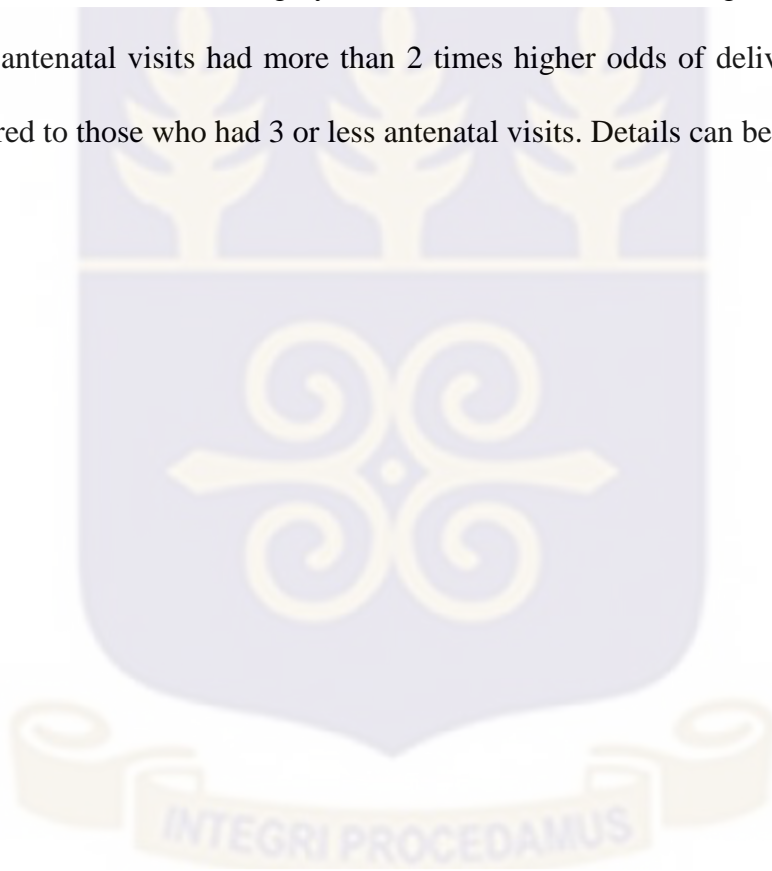 antenatal visits had more than 2 times higher odds of deliv
red to those who had 3 or less antenatal visits. Details can be
INTEGRI PROCEDAMUS